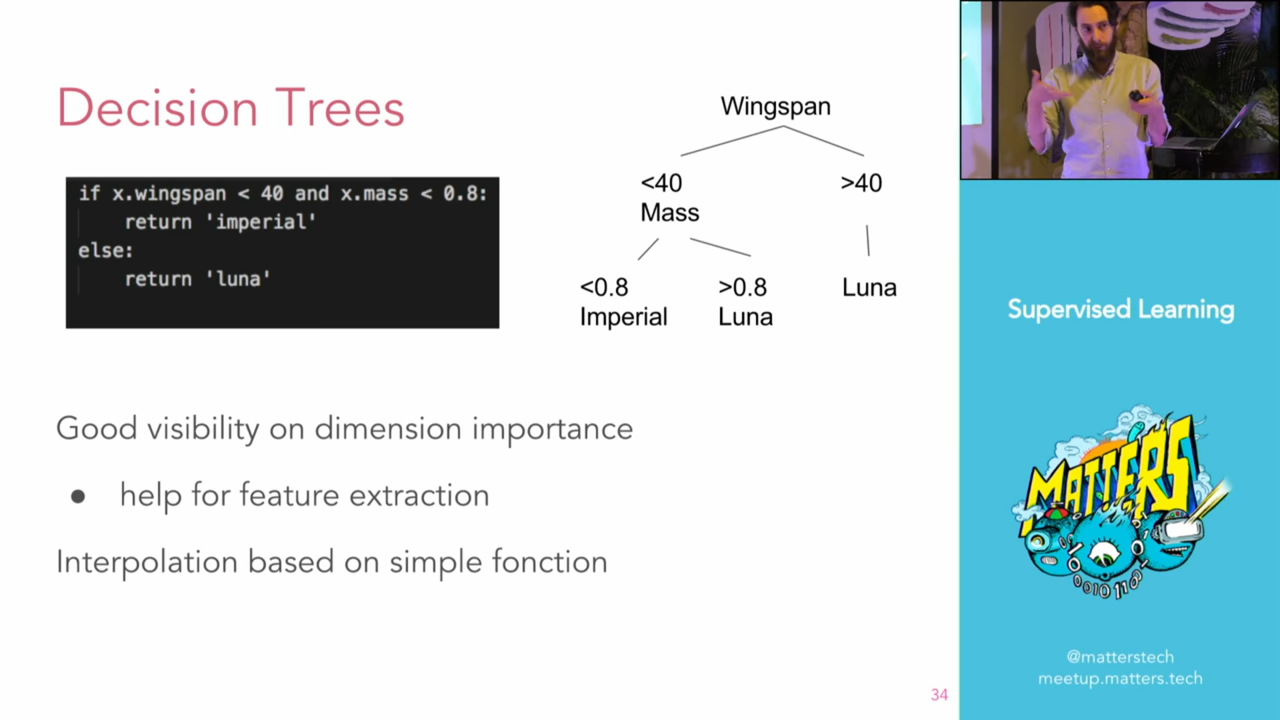 Decision Trees
if x.wingspan < 40 and x.mass < 0.8:
    return 'imperial'
else:
    return 'luna'
Wingspan
<40
Mass
>40
<0.8
Imperial
>0.8
Luna
Luna
Good visibility on dimension importance
● help for feature extraction
Interpolation based on simple fonction
34
Supervised Learning
MATTERS
@matterstech
meetup.matters.tech